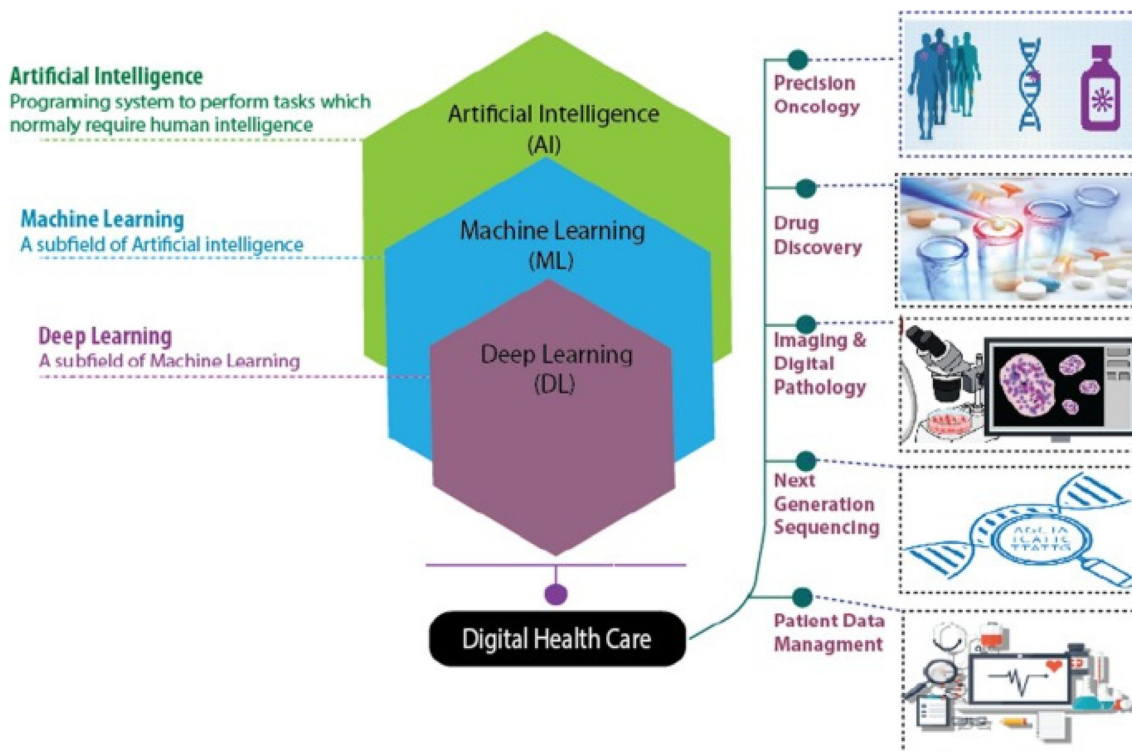 Artificial Intelligence
Programing system to perform tasks which
normaly require human intelligence
Machine Learning
A subfield of Artificial intelligence
Deep Learning
A subfield of Machine Learning
Artificial Intelligence
(AI)
Machine Learning
(ML)
Deep Learning
(DL)
Digital Health Care
Precision
Oncology
Drug
Discovery
Imaging &
Digital
Pathology
Next
Generation
Sequencing
Patient Data
Managment